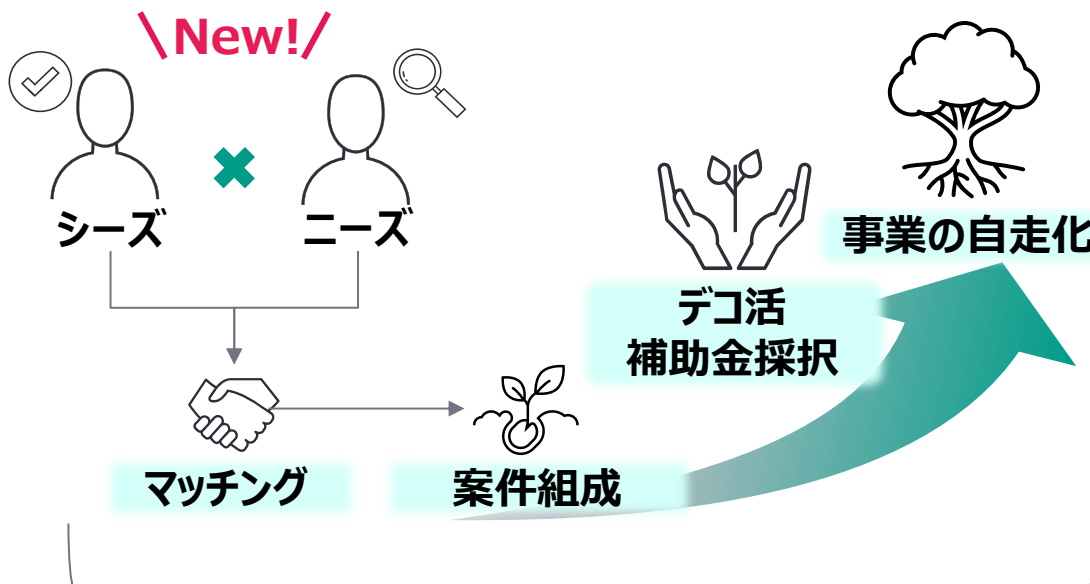 \New!/
シーズ
ニーズ
事業の自走化
デコ活
補助金採択
マッチング
案件組成